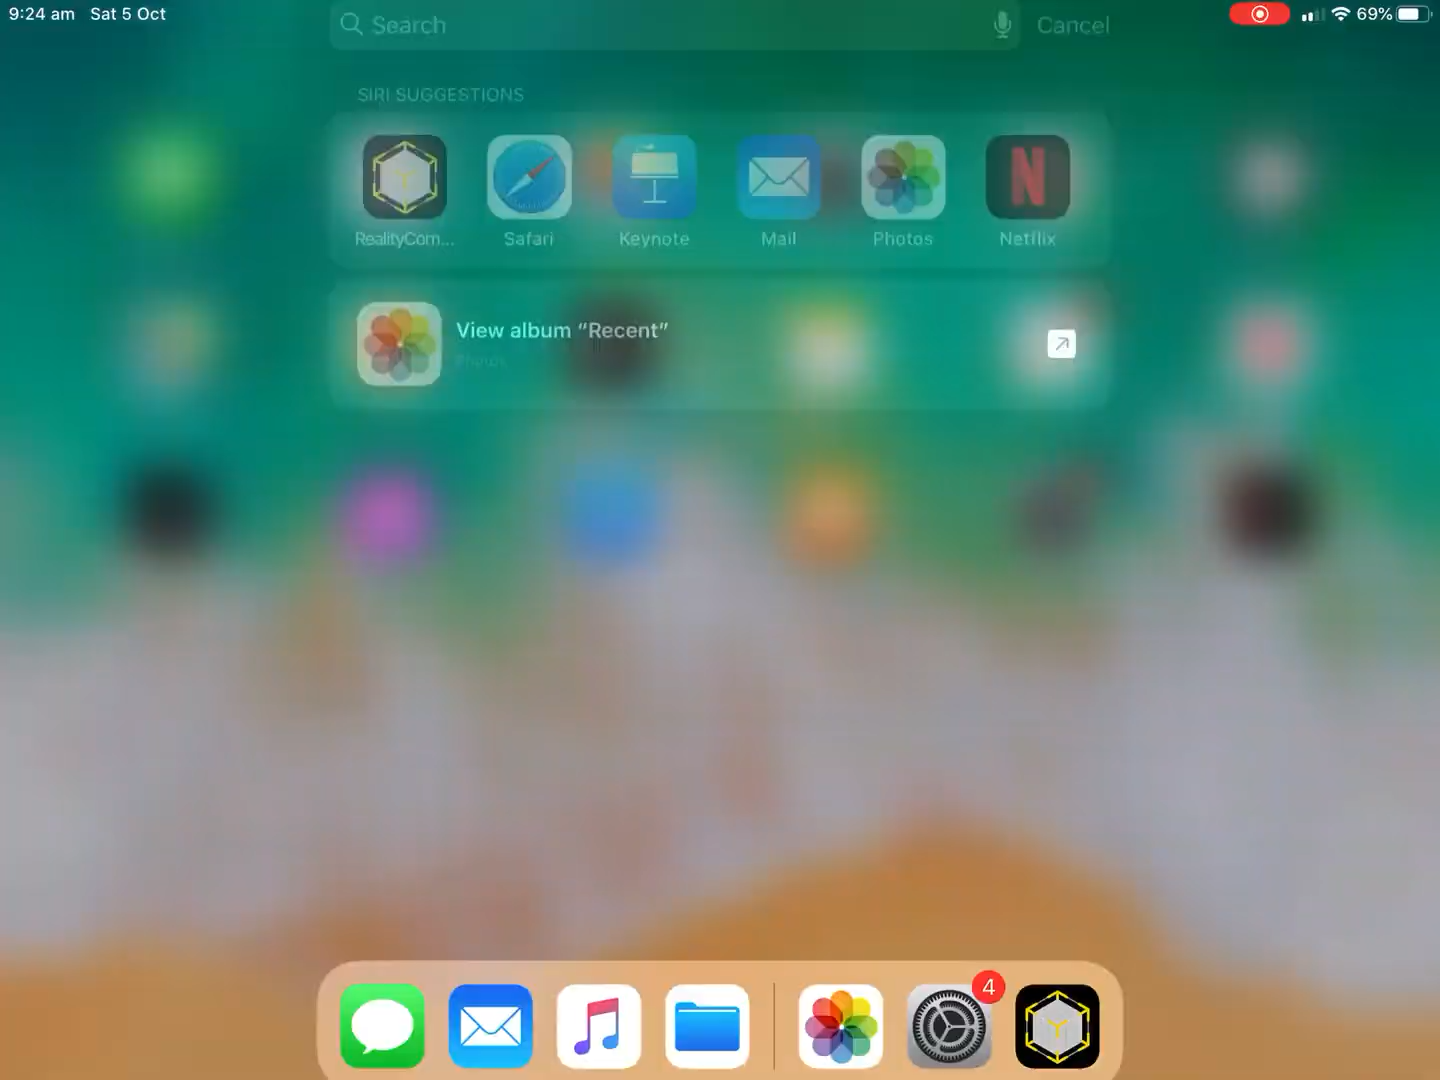 9:24 am Sat 5 Oct
69%
Search
Cancel
SIRI SUGGESTIONS
RealityCom...
Safari
Keynote
Mail
Photos
Netflix
View album “Recent”
Photos
4